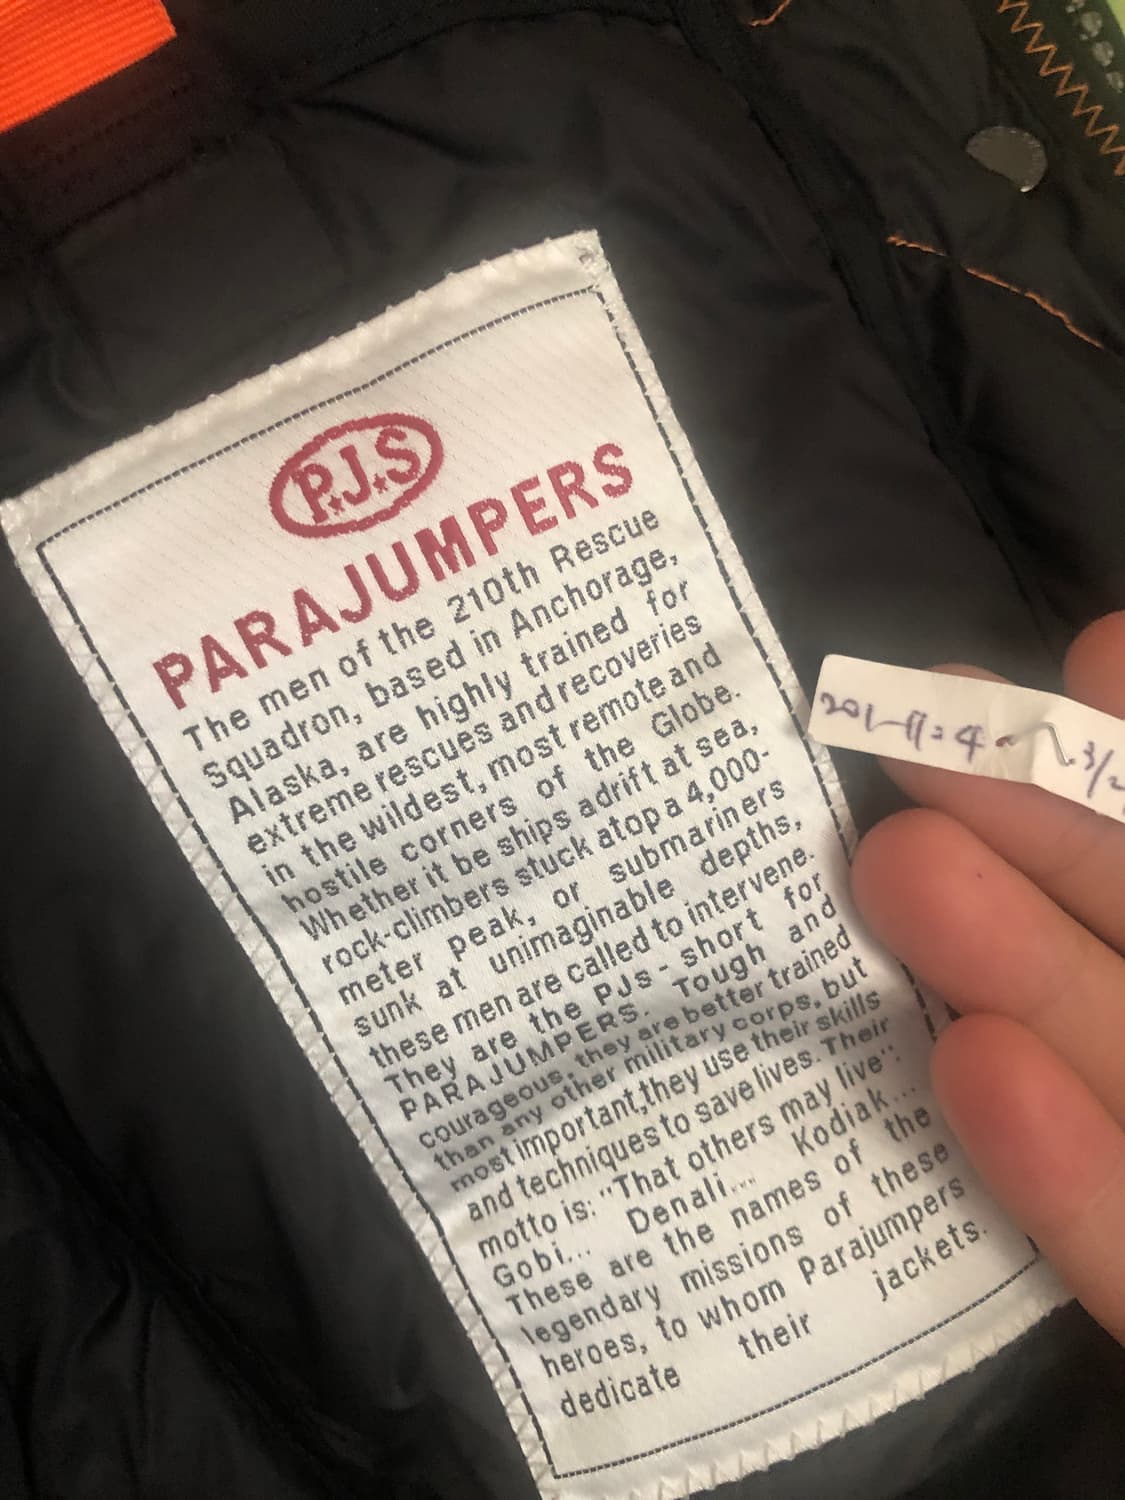 P.J.S
PARAJUMPERS
The men of the 210th Rescue
Squadron, based in Anchorage,
Alaska, are highly trained for
extreme rescues and recoveries
in the wildest, most remote and
hostile corners of the Globe.
Whether it be ships adrift at sea,
rock-climbers stuck atop a 4,000-
meter peak, or submariners
sunk at unimaginable depths,
these men are called to intervene.
They are the PJs - short for
PARAJUMPERS. Tough and
courageous, they are better trained
than any other military corps, but
most important,they use their skills
and techniques to save lives. Their
motto is: "That others may live".
Gobi... Denali... Kodiak...
These are the names of the
legendary missions of these
heroes, to whom Parajumpers
dedicate their jackets.